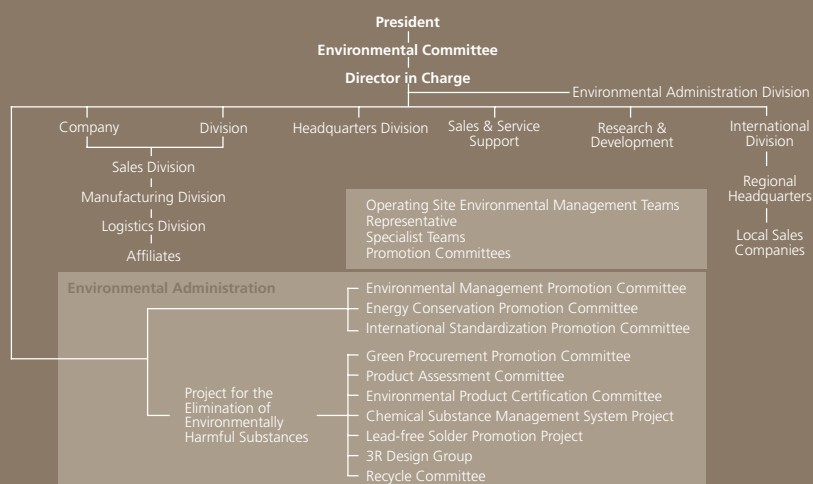 President
Environmental Committee
Director in Charge
Environmental Administration Division
Company
Division
Headquarters Division
Sales & Service
Support
Research &
Development
International
Division
Sales Division
Manufacturing Division
Logistics Division
Affiliates
Regional
Headquarters
Local Sales
Companies
Operating Site Environmental Management Teams
Representative
Specialist Teams
Promotion Committees
Environmental Administration
Environmental Management Promotion Committee
Energy Conservation Promotion Committee
International Standardization Promotion Committee
Project for the
Elimination of
Environmentally
Harmful Substances
Green Procurement Promotion Committee
Product Assessment Committee
Environmental Product Certification Committee
Chemical Substance Management System Project
Lead-free Solder Promotion Project
3R Design Group
Recycle Committee